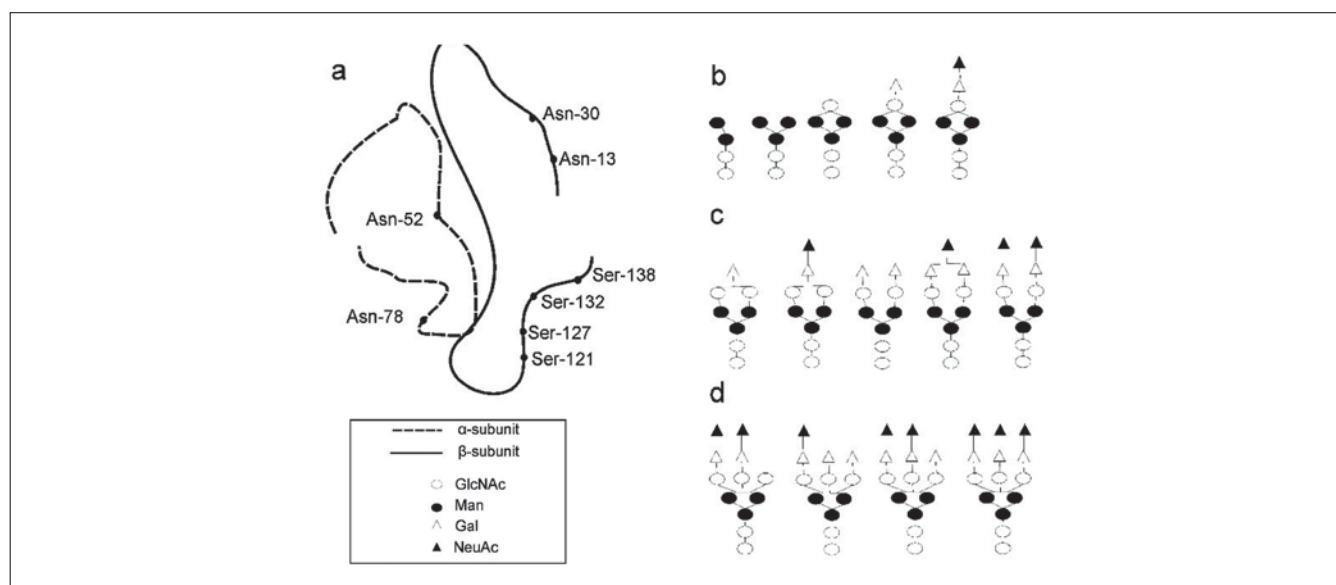 a
Asn-30
Asn-13
Asn-52
Asn-78
Ser-138
Ser-132
Ser-127
Ser-121
α-subunit
β-subunit
GlcNAc
Man
Gal
NeuAc
b
c
d